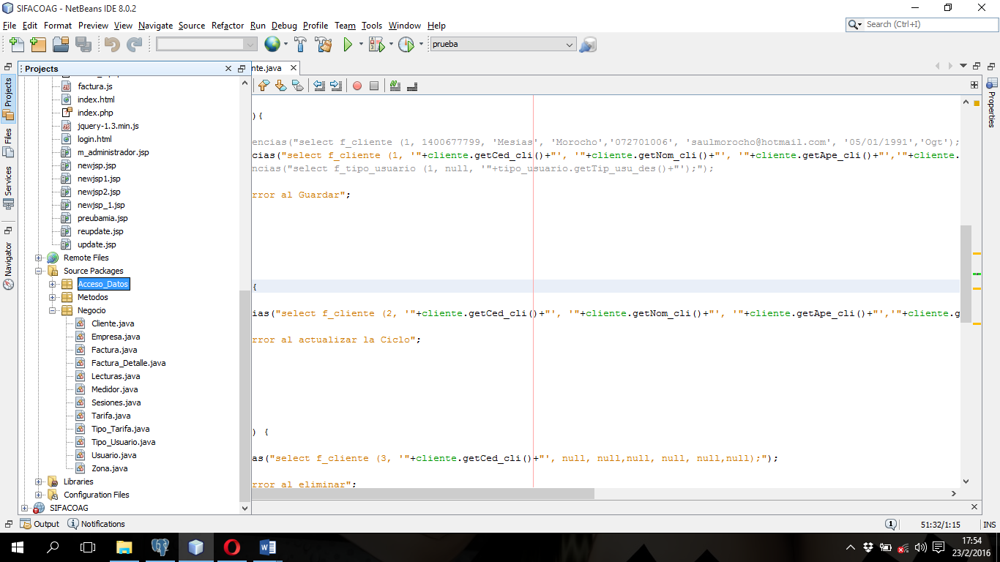 SIFACOAG - NetBeans IDE 8.0.2
File Edit Format Preview View Navigate Source Refactor Run Debug Profile Team Tools Window Help
Search (Ctrl+I)
prueba
Projects
nte.java
Projects
Files
Services
Navigator
Properties
factura.js
index.html
index.php
jquery-1.3.min.js
login.html
m_administrador.jsp
newjsp.jsp
newjsp1.jsp
newjsp2.jsp
newjsp_1.jsp
preubamia.jsp
reupdate.jsp
update.jsp
Remote Files
Source Packages
Acceso_Datos
Metodos
Negocio
Cliente.java
Empresa.java
Factura.java
Factura_Detalle.java
Lecturas.java
Medidor.java
Sesiones.java
Tarifa.java
Tipo_Tarifa.java
Tipo_Usuario.java
Usuario.java
Zona.java
Libraries
Configuration Files
SIFACOAG
){
encias("select f_cliente (1, 1400677799, 'Mesias', 'Morocho','072701006', 'saulmorocho@hotmail.com', '05/01/1991','Ogt');
cias("select f_cliente (1, '"+cliente.getCed_cli()+"', '"+cliente.getNom_cli()+"', '"+cliente.getApe_cli()+"','"+cliente.
ncias("select f_tipo_usuario (1, null, '"+tipo_usuario.getTip_usu_des()+"');");
rror al Guardar";
{
ias("select f_cliente (2, '"+cliente.getCed_cli()+"', '"+cliente.getNom_cli()+"', '"+cliente.getApe_cli()+"','"+cliente.g
rror al actualizar la Ciclo";
) {
as("select f_cliente (3, '"+cliente.getCed_cli()+"', null, null,null, null, null,null);");
rror al eliminar";
Output
Notifications
1
51:32/1:15
INS
17:54
23/2/2016